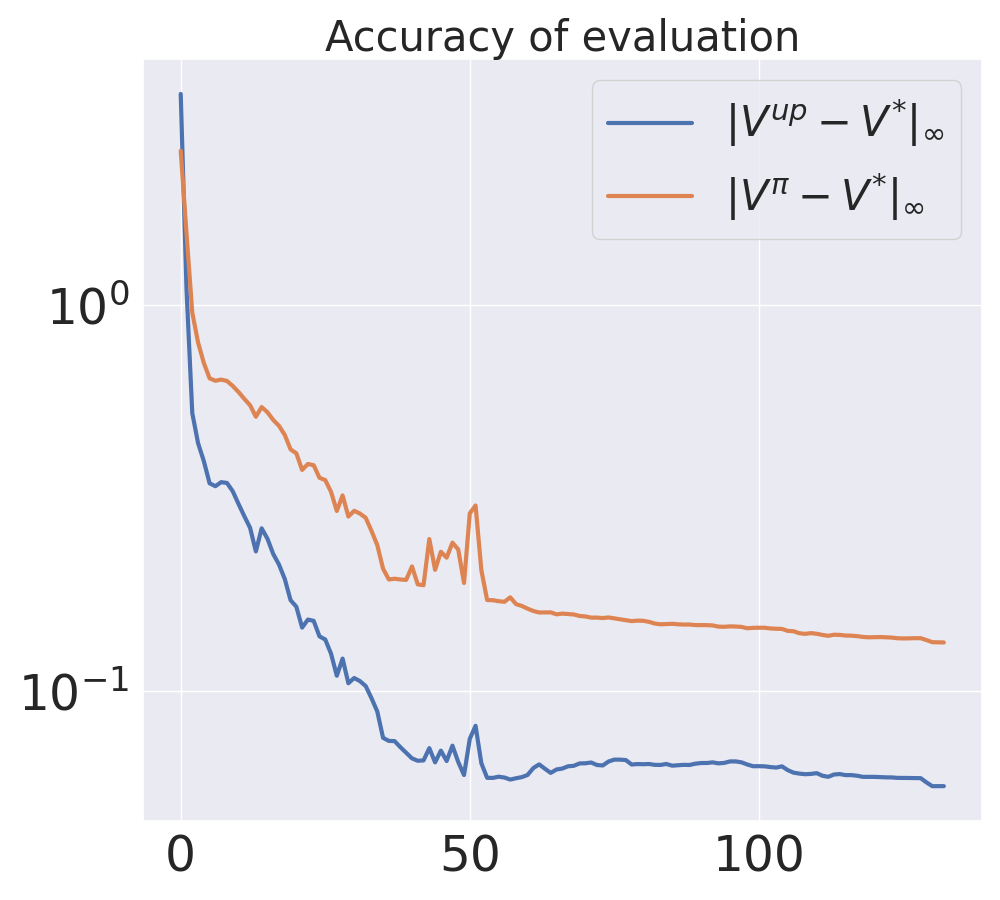 Accuracy of evaluation
|V^{up} − V^*|_∞
|V^π − V^*|_∞
10^0
10^{−1}
0 50 100